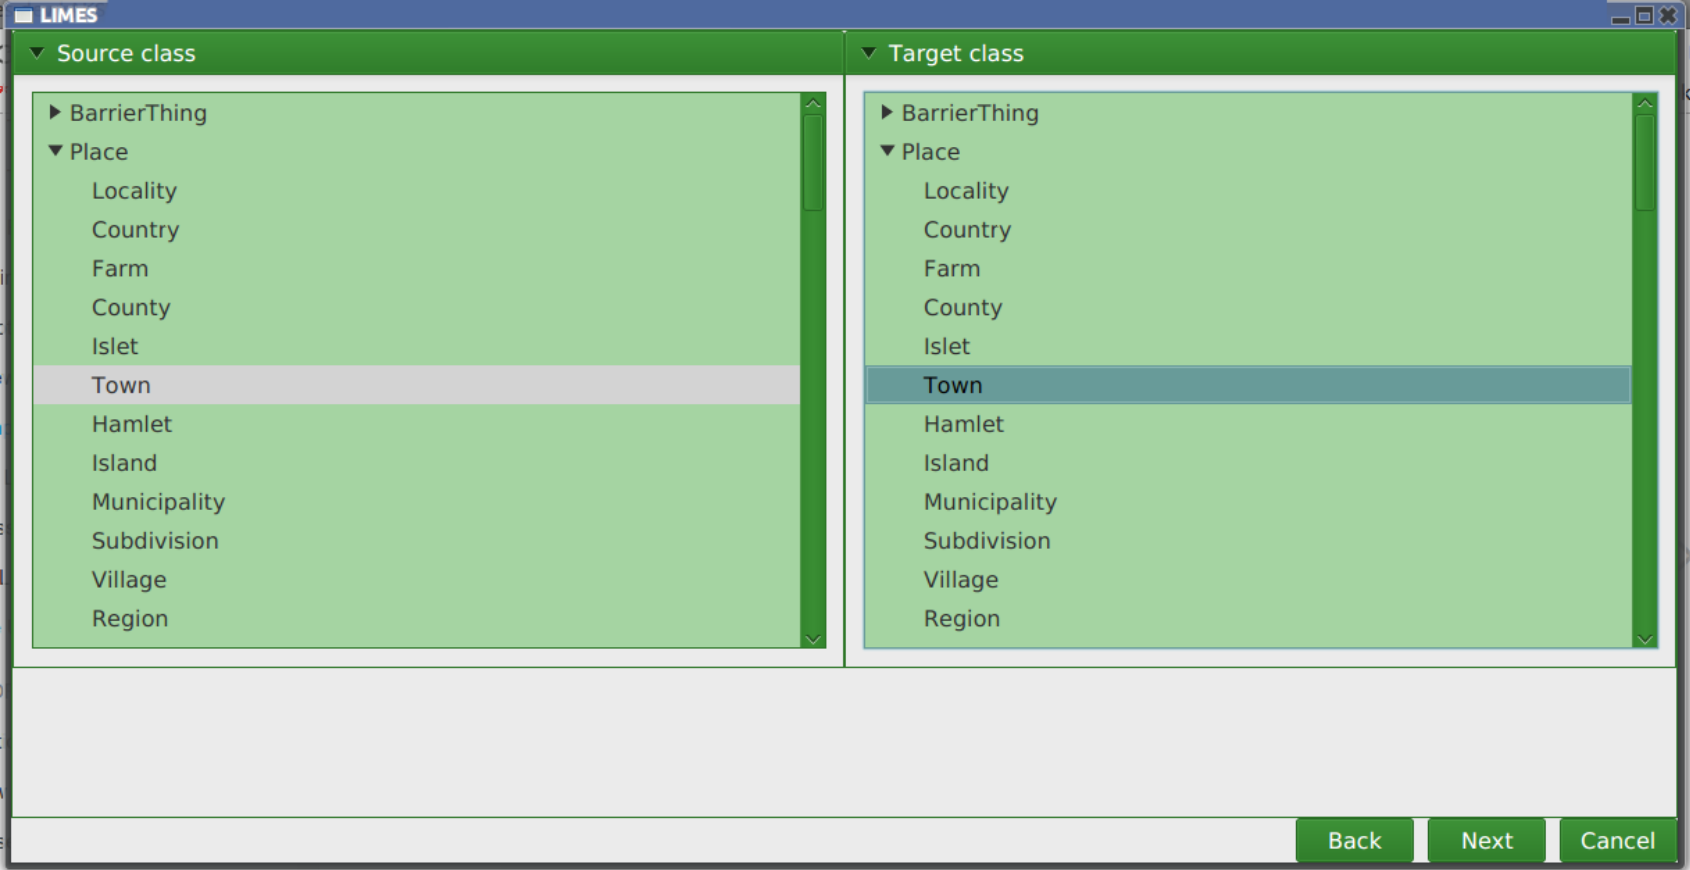 LIMES
Source class
BarrierThing
Place
Locality
Country
Farm
County
Islet
Town
Hamlet
Island
Municipality
Subdivision
Village
Region
Target class
BarrierThing
Place
Locality
Country
Farm
County
Islet
Town
Hamlet
Island
Municipality
Subdivision
Village
Region
Back
Next
Cancel